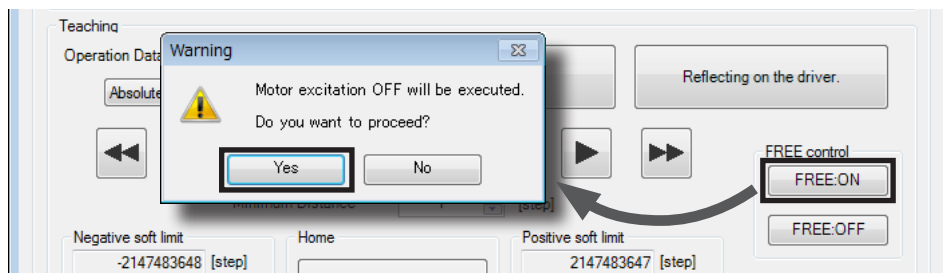 Teaching
Operation Data
Absolute
Warning
Motor excitation OFF will be executed.
Do you want to proceed?
Yes
No
Reflecting on the driver.
FREE control
FREE:ON
FREE:OFF
Minimum Distance
[step]
Negative soft limit
-2147483648 [step]
Home
Positive soft limit
2147483647 [step]